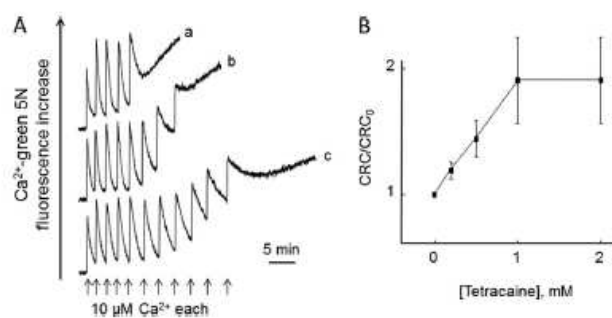 A
Ca²⁺-green 5N
fluorescence increase
a
b
c
5 min
10 µM Ca²⁺ each
B
CRC/CRC₀
2
1
0
1
2
[Tetracaine], mM